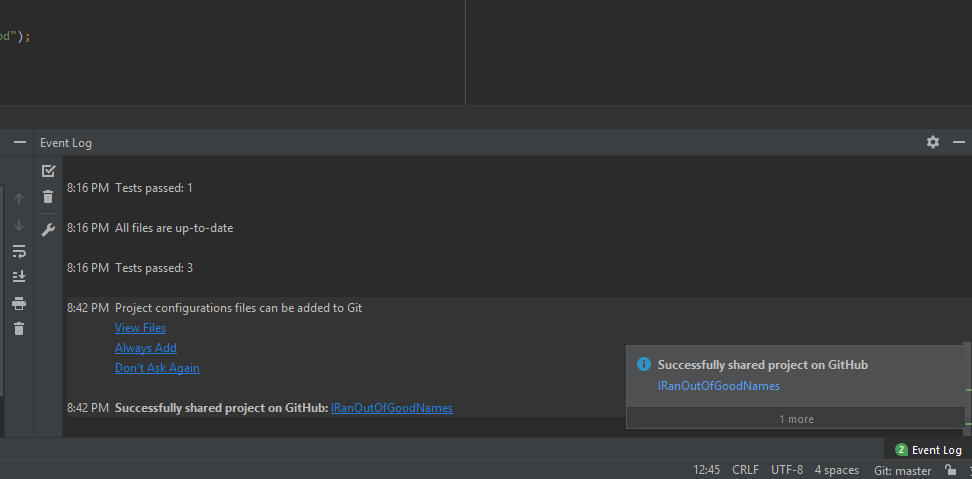 od");
Event Log
8:16 PM Tests passed: 1
8:16 PM All files are up-to-date
8:16 PM Tests passed: 3
8:42 PM Project configurations files can be added to Git
View Files
Always Add
Don't Ask Again
8:42 PM Successfully shared project on GitHub: IRanOutOfGoodNames
Successfully shared project on GitHub
IRanOutOfGoodNames
1 more
2 Event Log
12:45 CRLF UTF-8 4 spaces Git: master